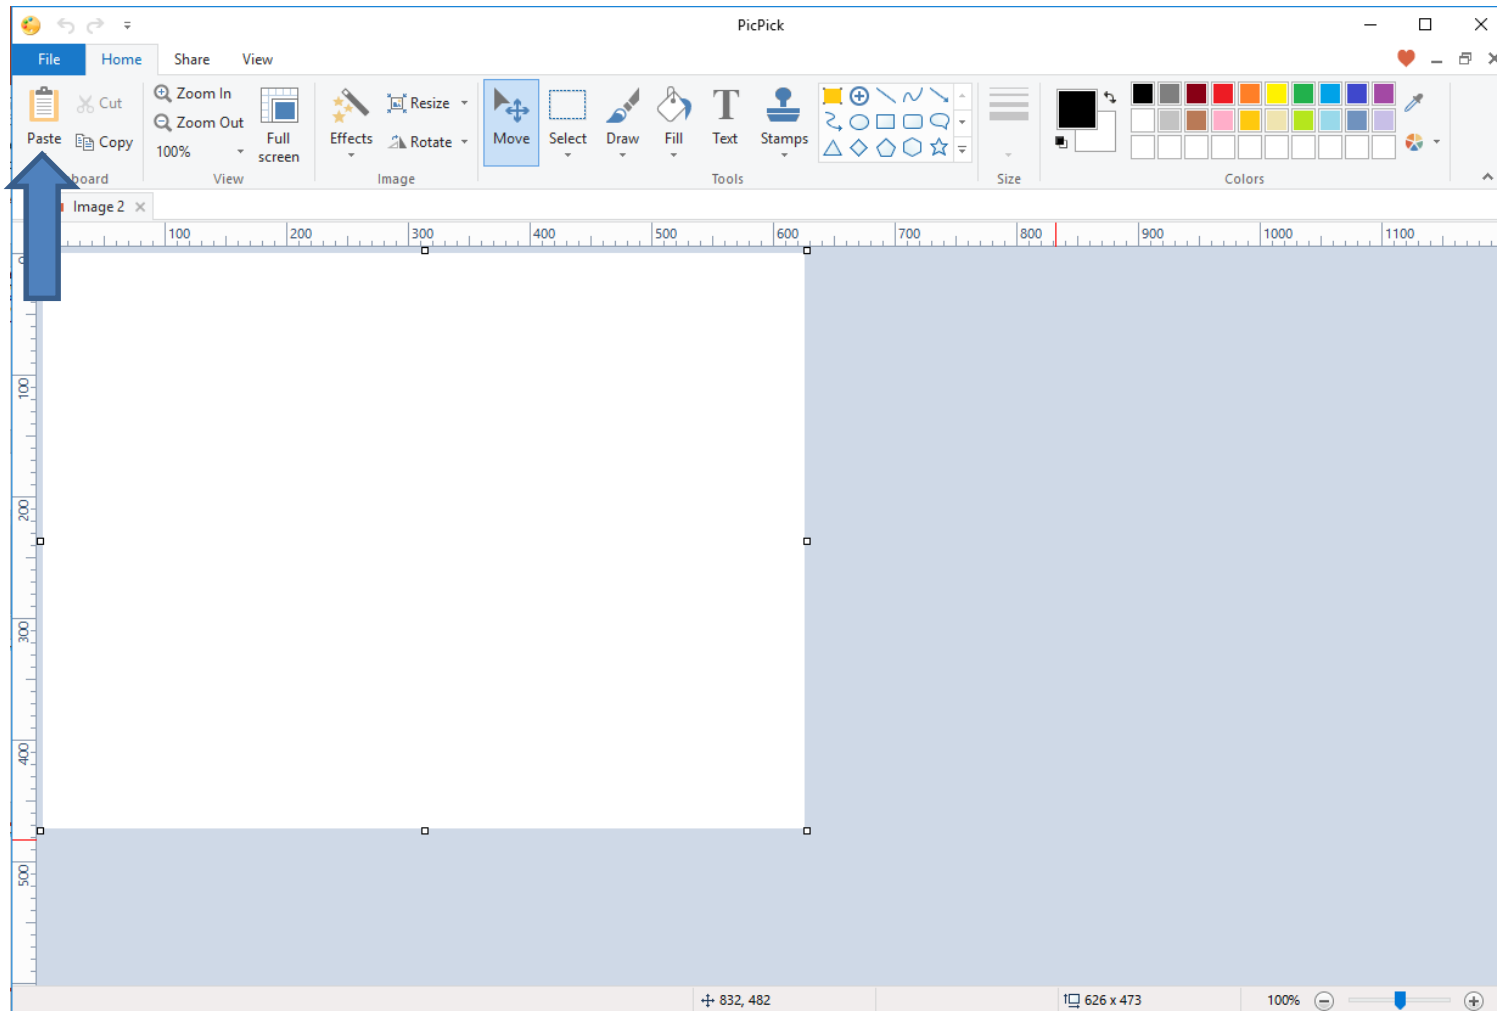 PicPick
File Home Share View
Paste Cut Copy
Zoom In
Zoom Out
100%
Full screen
Effects Resize Rotate
Move Select Draw Fill Text Stamps
board View Image Tools Size Colors
Image 2
100 200 300 400 500 600 700 800 900 1000 1100
0
100
200
300
400
500
832, 482 626 x 473 100%